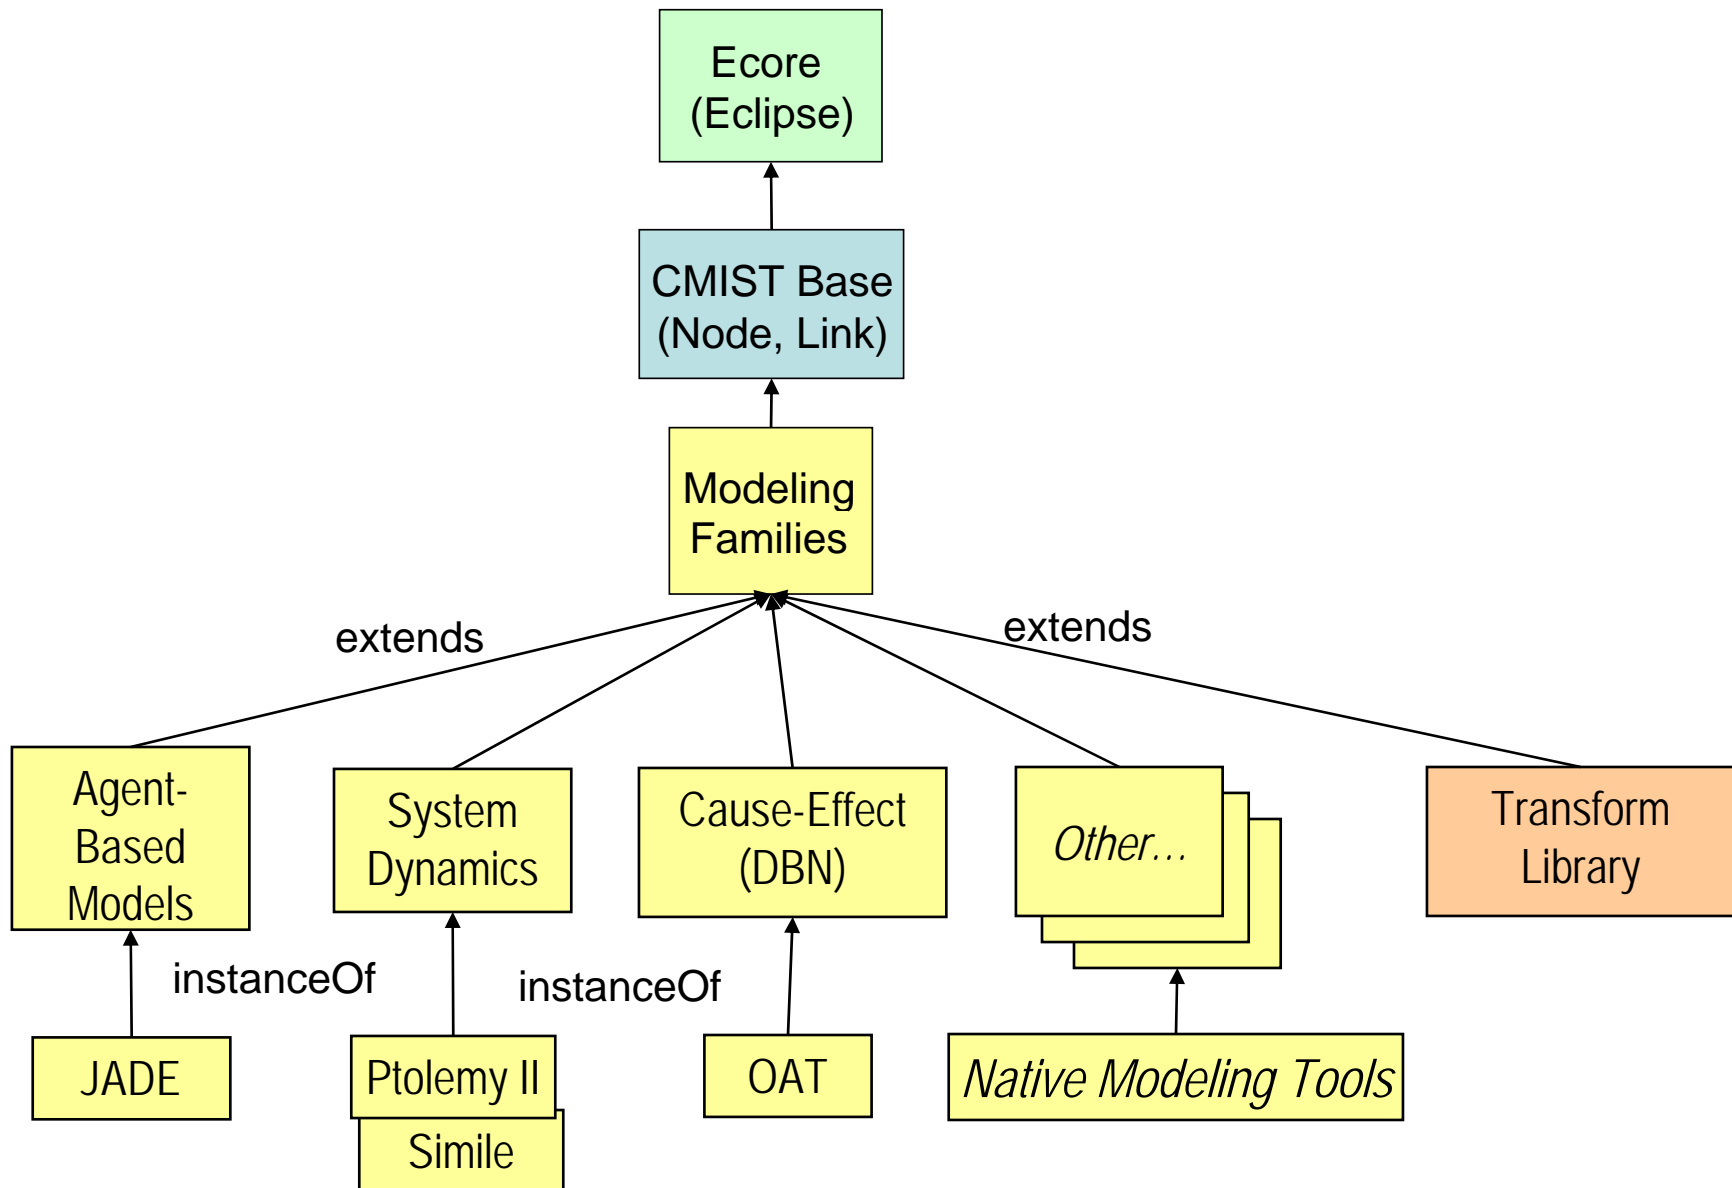 Ecore
(Eclipse)
CMIST Base
(Node, Link)
Modeling
Families
extends
extends
Agent-
Based
Models
System
Dynamics
Cause-Effect
(DBN)
Other...
Transform
Library
instanceOf
instanceOf
JADE
Ptolemy II
Simile
OAT
Native Modeling Tools